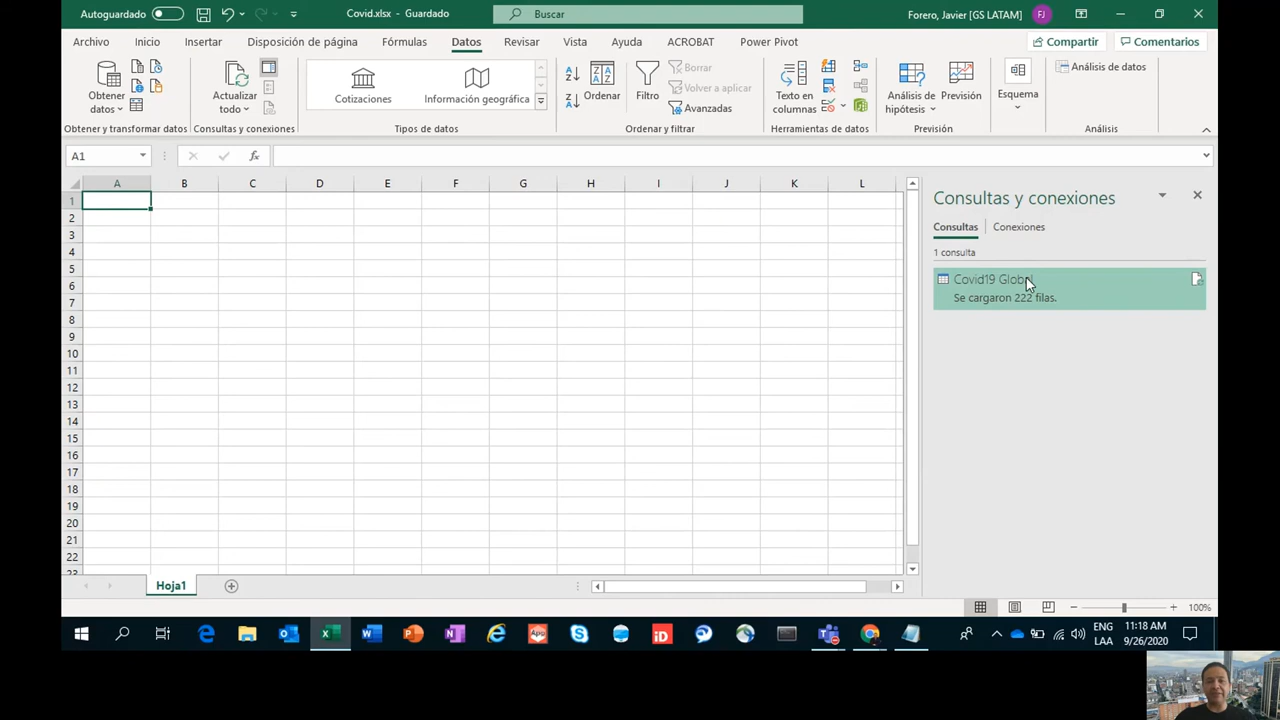 Autoguardado
Covid.xlsx - Guardado
Buscar
Forero, Javier [GS LATAM]
FJ
Archivo
Inicio
Insertar
Disposición de página
Fórmulas
Datos
Revisar
Vista
Ayuda
ACROBAT
Power Pivot
Compartir
Comentarios
Obtener
datos
Obtener y transformar datos
Actualizar
todo
Consultas y conexiones
Cotizaciones
Información geográfica
Tipos de datos
Ordenar
Filtro
Borrar
Volver a aplicar
Avanzadas
Ordenar y filtrar
Texto en
columnas
Herramientas de datos
Análisis de
hipótesis
Previsión
Previsión
Esquema
Análisis de datos
Análisis
A1
fx
A B C D E F G H I J K L
1
2
3
4
5
6
7
8
9
10
11
12
13
14
15
16
17
18
19
20
21
22
23
Consultas y conexiones
Consultas
Conexiones
1 consulta
Covid19 Global
Se cargaron 222 filas.
Hoja1
100%
ENG
LAA
11:18 AM
9/26/2020